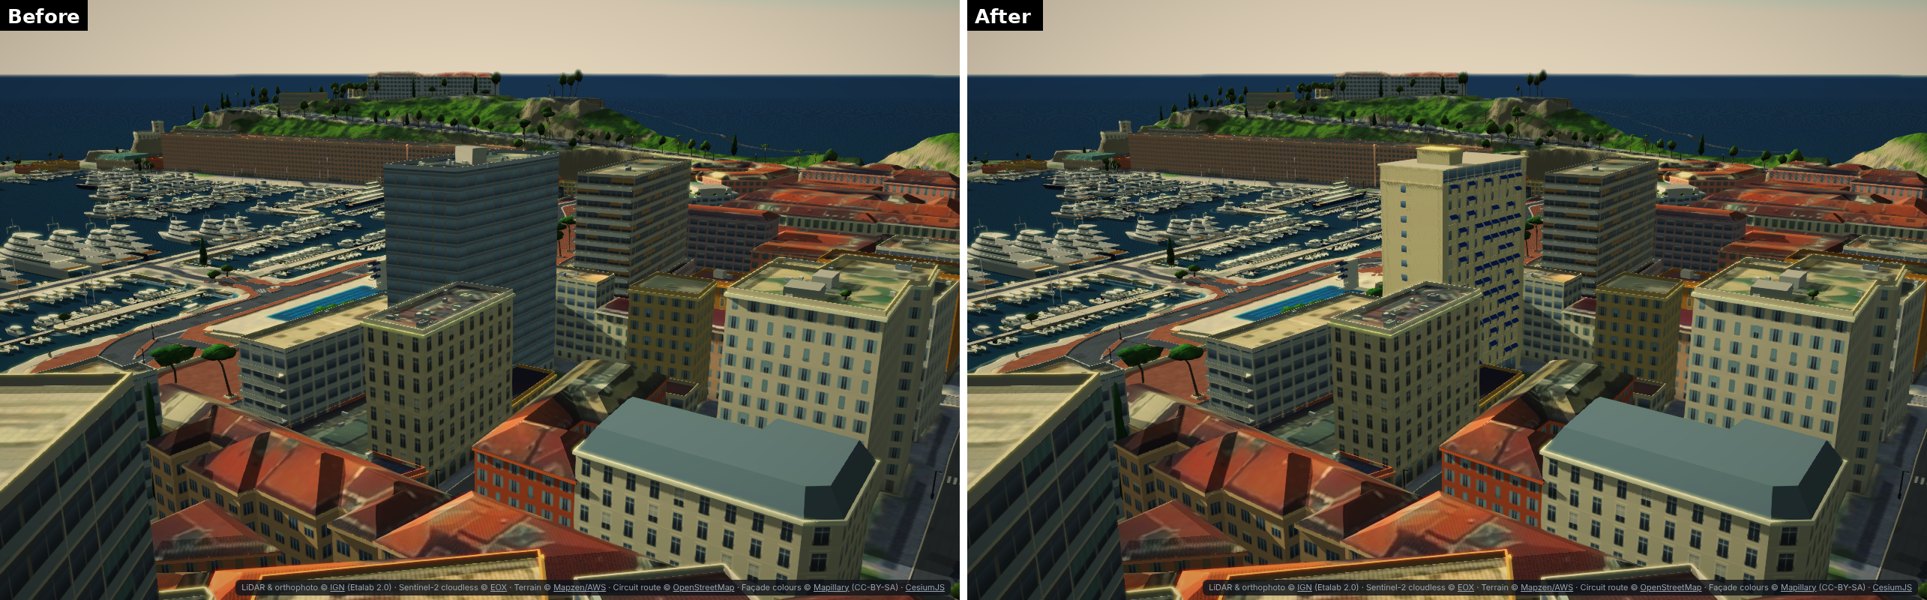 Before
After
LiDAR & orthophoto © IGN (Etalab 2.0) · Sentinel-2 cloudless © EOX · Terrain © Mapzen/AWS · Circuit route © OpenStreetMap · Façade colours © Mapillary (CC-BY-SA) · CesiumJS
LiDAR & orthophoto © IGN (Etalab 2.0) · Sentinel-2 cloudless © EOX · Terrain © Mapzen/AWS · Circuit route © OpenStreetMap · Façade colours © Mapillary (CC-BY-SA) · CesiumJS